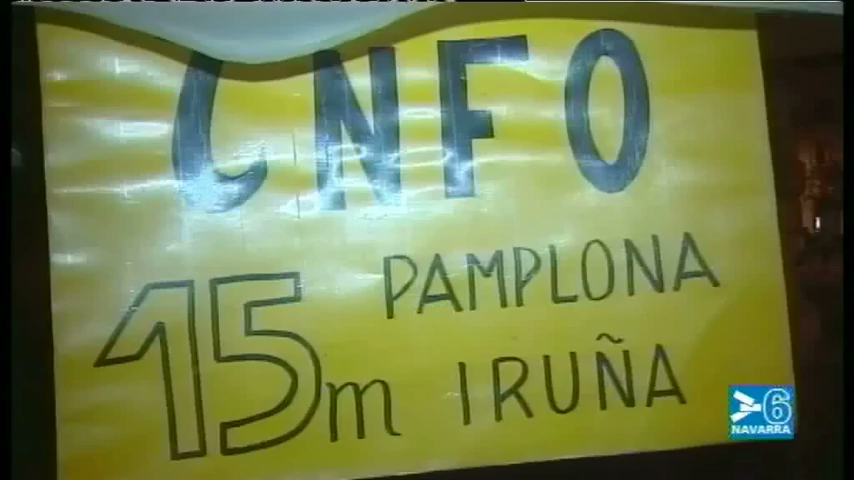 CNFO
15m
PAMPLONA
IRUÑA
6
NAVARRA